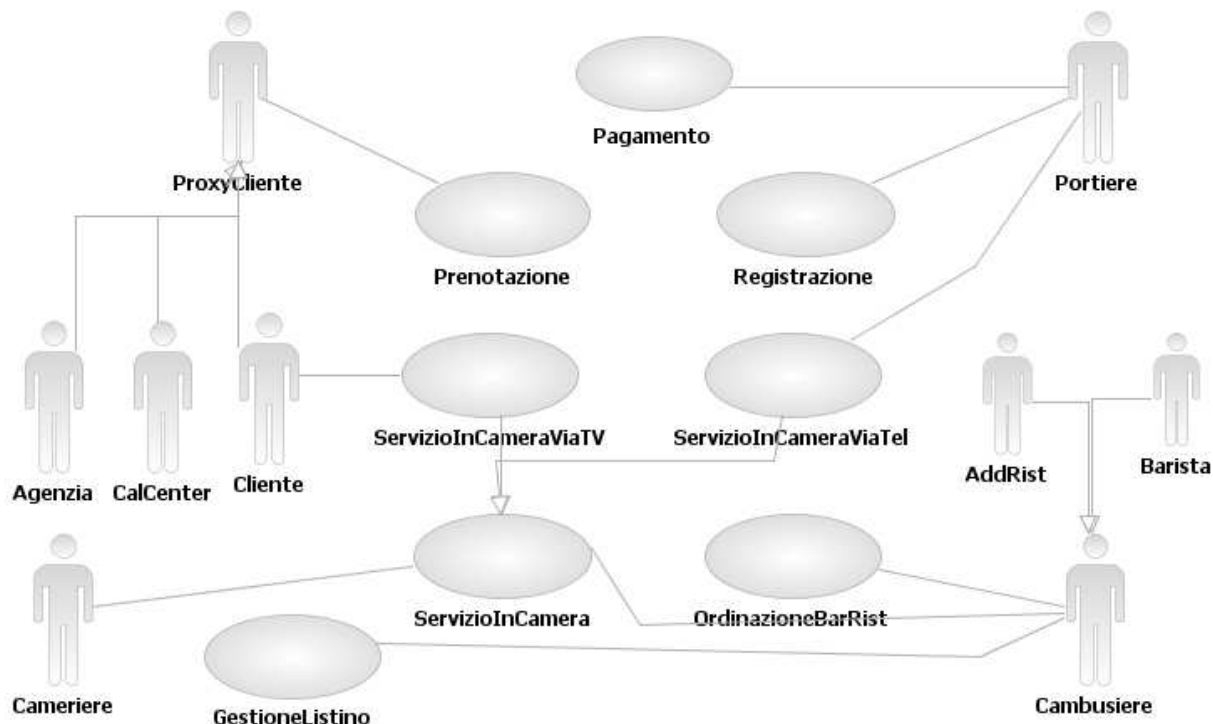 Pagamento
ProxyCliente
Portiere
Prenotazione
Registrazione
ServizioInCameraViaTV
ServizioInCameraViaTel
Agenzia
CalCenter
Cliente
AddRist
Barista
ServizioInCamera
OrdinazioneBarRist
Cameriere
GestioneListino
Cambusiere